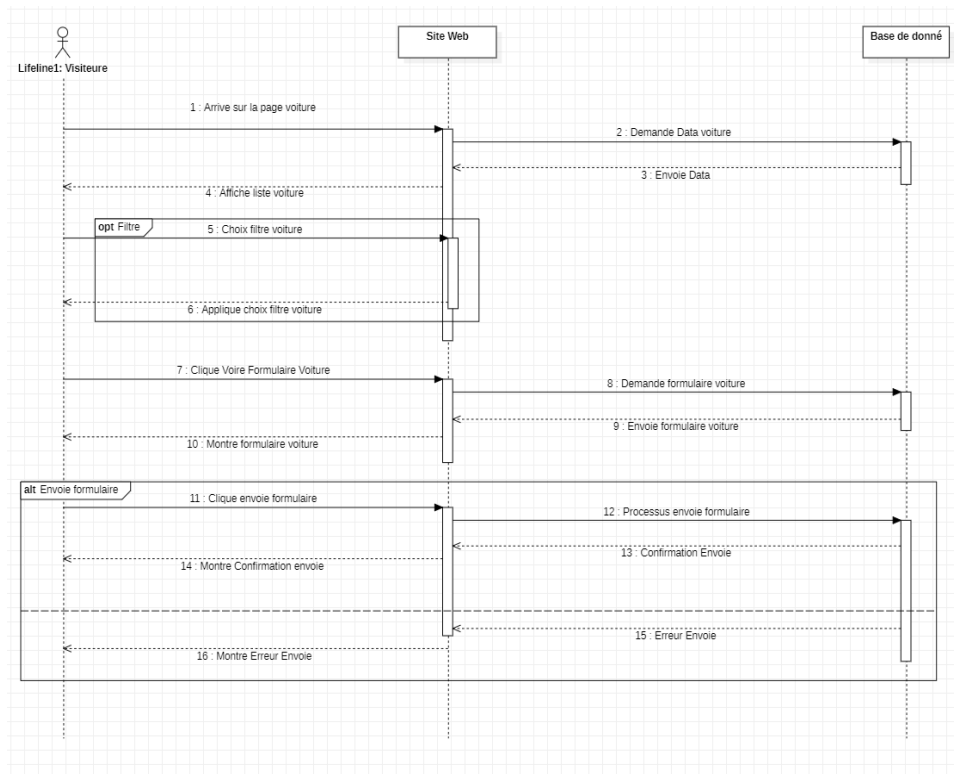 Site Web
Base de donné
Lifeline1: Visiteure
1 : Arrive sur la page voiture
2 : Demande Data voiture
3 : Envoie Data
4 : Affiche liste voiture
opt Filtre
5 : Choix filtre voiture
6 : Applique choix filtre voiture
7 : Clique Voire Formulaire Voiture
8 : Demande formulaire voiture
9 : Envoie formulaire voiture
10 : Montre formulaire voiture
alt Envoie formulaire
11 : Clique envoie formulaire
12 : Processus envoie formulaire
13 : Confirmation Envoie
14 : Montre Confirmation envoie
15 : Erreur Envoie
16 : Montre Erreur Envoie